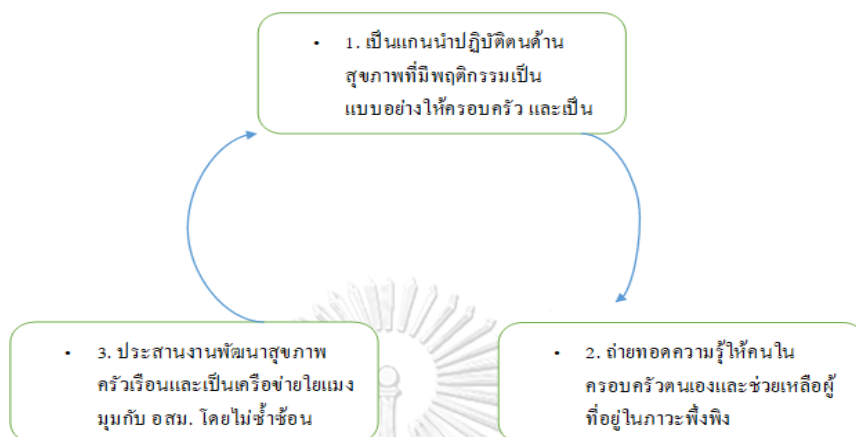 • 1. เป็นแกนนำปฏิบัติตนด้าน
สุขภาพที่มีพฤติกรรมเป็น
แบบอย่างให้ครอบครัว และเป็น
• 2. ถ่ายทอดความรู้ให้คนใน
ครอบครัวตนเองและช่วยเหลือผู้
ที่อยู่ในภาวะพึ่งพิง
• 3. ประสานงานพัฒนาสุขภาพ
ครัวเรือนและเป็นเครือข่ายใยแมง
มุมกับ อสม. โดยไม่ซ้ำซ้อน